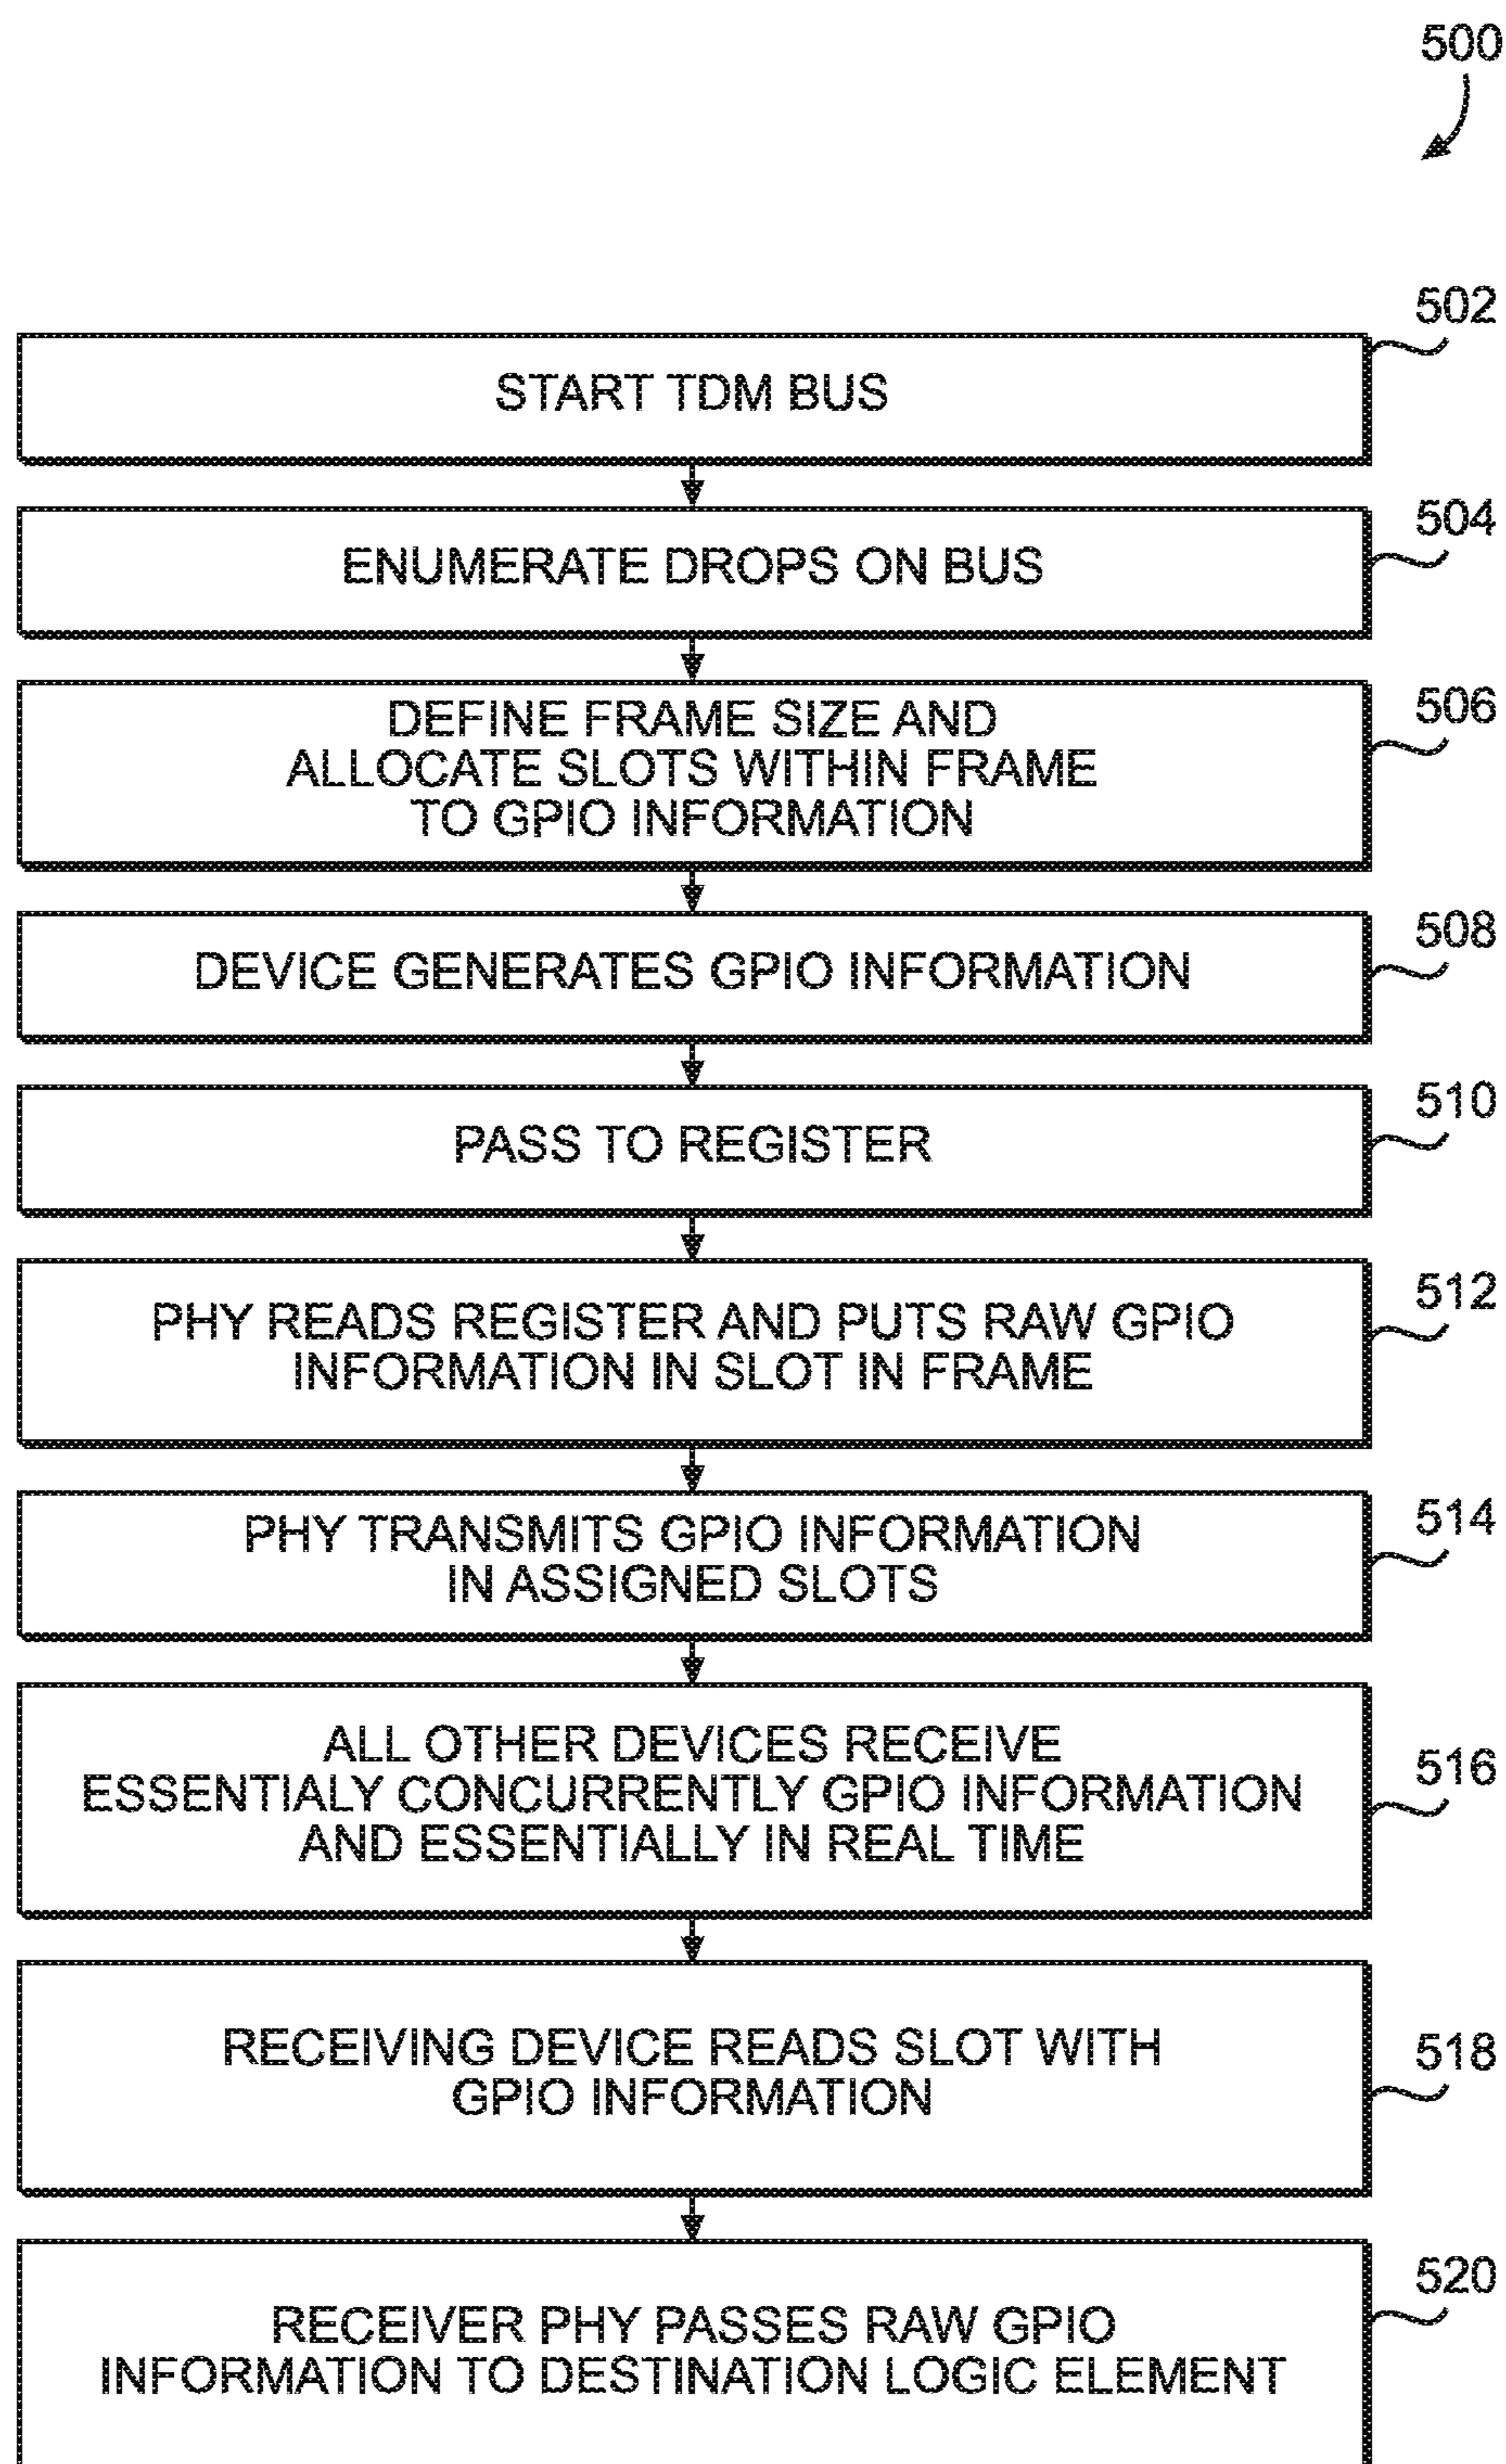 500
502
START TDM BUS
504
ENUMERATE DROPS ON BUS
506
DEFINE FRAME SIZE AND
ALLOCATE SLOTS WITHIN FRAME
TO GPIO INFORMATION
508
DEVICE GENERATES GPIO INFORMATION
510
PASS TO REGISTER
512
PHY READS REGISTER AND PUTS RAW GPIO
INFORMATION IN SLOT IN FRAME
514
PHY TRANSMITS GPIO INFORMATION
IN ASSIGNED SLOTS
516
ALL OTHER DEVICES RECEIVE
ESSENTIALY CONCURRENTLY GPIO INFORMATION
AND ESSENTIALLY IN REAL TIME
518
RECEIVING DEVICE READS SLOT WITH
GPIO INFORMATION
520
RECEIVER PHY PASSES RAW GPIO
INFORMATION TO DESTINATION LOGIC ELEMENT